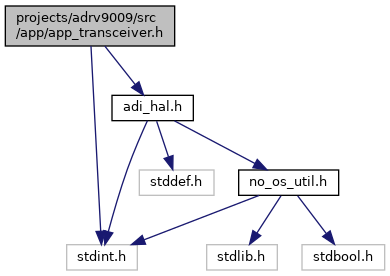 projects/adrv9009/src
/app/app_transceiver.h
adi_hal.h
stddef.h
no_os_util.h
stdint.h
stdlib.h
stdbool.h